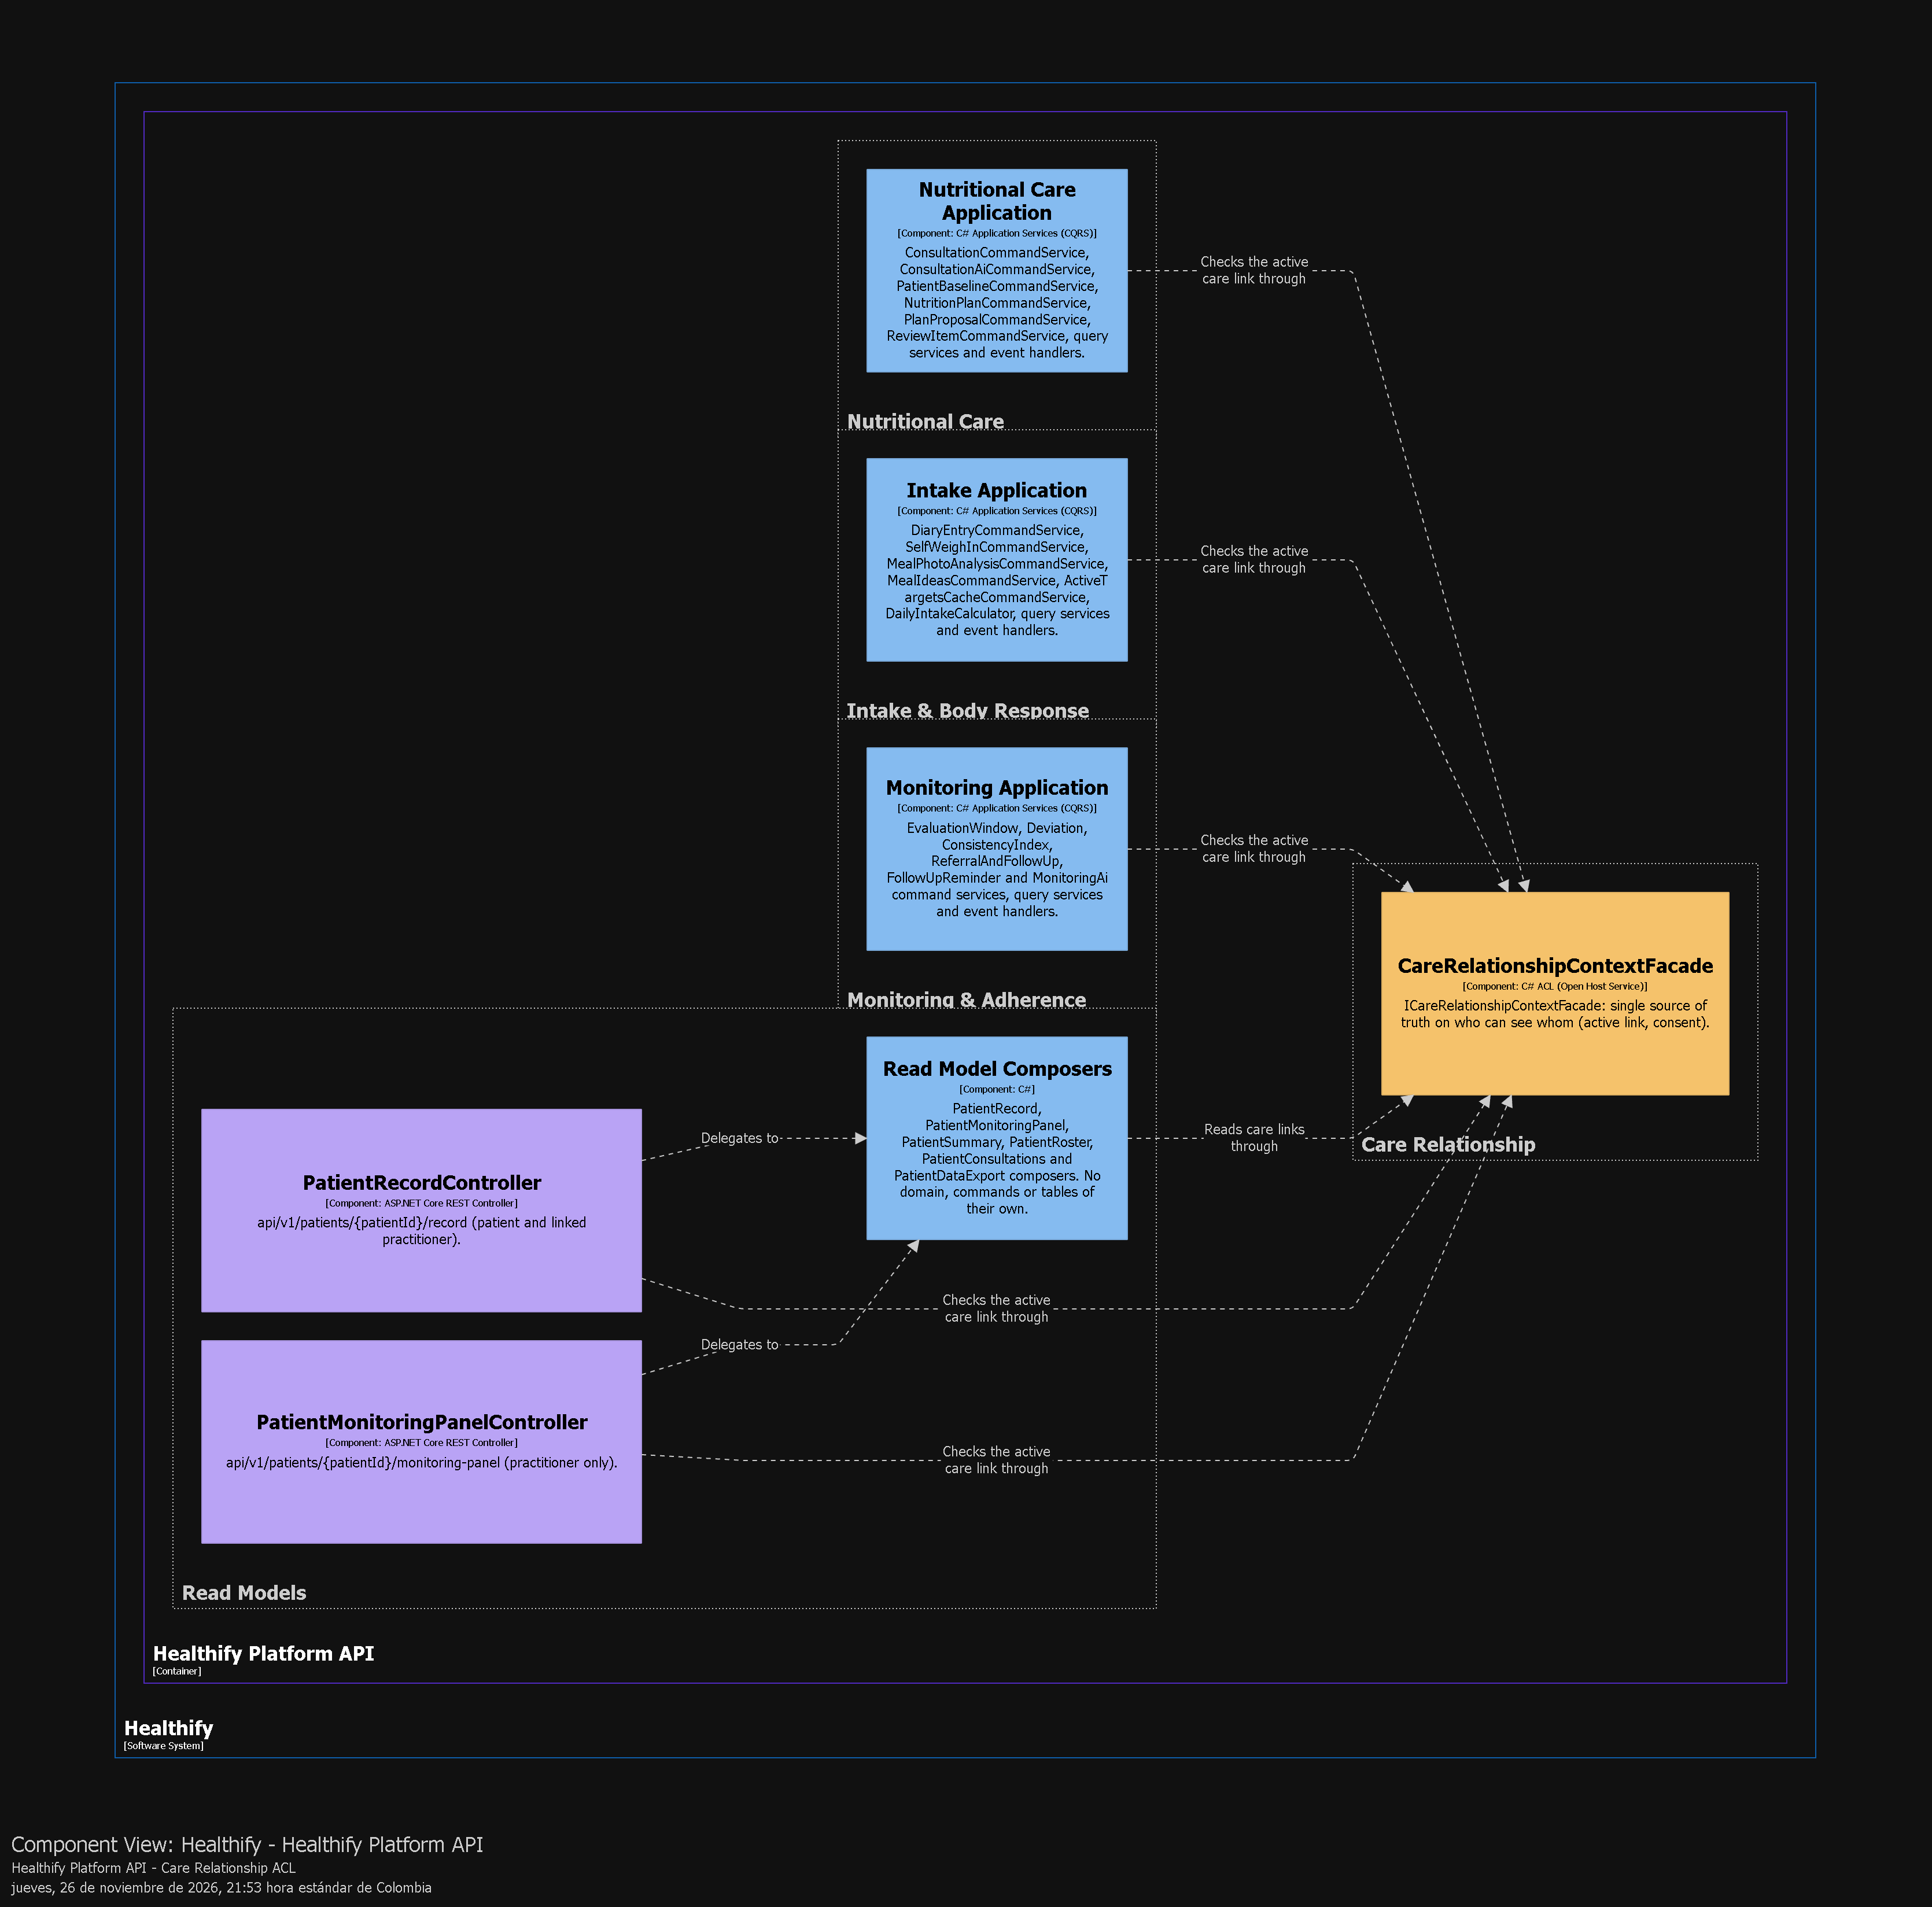 Nutritional Care
Application
[Component: C# Application Services (CQRS)]
ConsultationCommandService,
ConsultationAiCommandService,
PatientBaselineCommandService,
NutritionPlanCommandService,
PlanProposalCommandService,
ReviewItemCommandService, query
services and event handlers.
Checks the active
care link through
Nutritional Care
Intake Application
[Component: C# Application Services (CQRS)]
DiaryEntryCommandService,
SelfWeighInCommandService,
MealPhotoAnalysisCommandService,
MealIdeasCommandService, ActiveT
argetsCacheCommandService,
DailyIntakeCalculator, query services
and event handlers.
Checks the active
care link through
Intake & Body Response
Monitoring Application
[Component: C# Application Services (CQRS)]
EvaluationWindow, Deviation,
ConsistencyIndex,
ReferralAndFollowUp,
FollowUpReminder and MonitoringAi
command services, query services
and event handlers.
Checks the active
care link through
Monitoring & Adherence
CareRelationshipContextFacade
[Component: C# ACL (Open Host Service)]
ICareRelationshipContextFacade: single source of
truth on who can see whom (active link, consent).
Care Relationship
Read Model Composers
[Component: C#]
PatientRecord,
PatientMonitoringPanel,
PatientSummary, PatientRoster,
PatientConsultations and
PatientDataExport composers. No
domain, commands or tables of
their own.
Reads care links
through
Delegates to
PatientRecordController
[Component: ASP.NET Core REST Controller]
api/v1/patients/{patientId}/record (patient and linked
practitioner).
Checks the active
care link through
Delegates to
PatientMonitoringPanelController
[Component: ASP.NET Core REST Controller]
api/v1/patients/{patientId}/monitoring-panel (practitioner only).
Checks the active
care link through
Read Models
Healthify Platform API
[Container]
Healthify
[Software System]
Component View: Healthify - Healthify Platform API
Healthify Platform API - Care Relationship ACL
jueves, 26 de noviembre de 2026, 21:53 hora estándar de Colombia